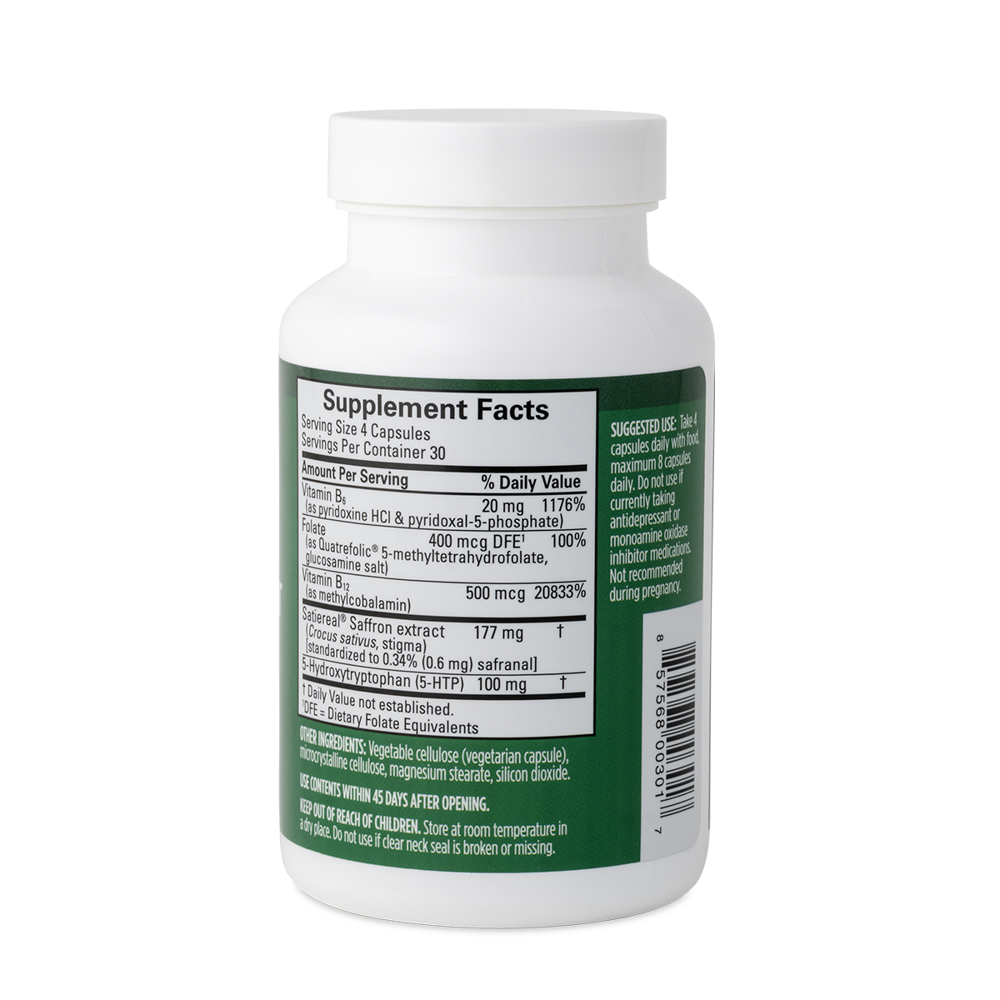 Supplement Facts
Serving Size 4 Capsules
Servings Per Container 30
Amount Per Serving % Daily Value
Vitamin B6 20 mg 1176%
(as pyridoxine HCl & pyridoxal-5-phosphate)
Folate 400 mcg DFE¹ 100%
(as Quatrefolic® 5-methyltetrahydrofolate,
glucosamine salt)
Vitamin B12 500 mcg 20833%
(as methylcobalamin)
Satiereal® Saffron extract 177 mg †
(Crocus sativus, stigma)
[standardized to 0.34% (0.6 mg) safranal]
5-Hydroxytryptophan (5-HTP) 100 mg †
† Daily Value not established.
¹DFE = Dietary Folate Equivalents
OTHER INGREDIENTS: Vegetable cellulose (vegetarian capsule),
microcrystalline cellulose, magnesium stearate, silicon dioxide.
USE CONTENTS WITHIN 45 DAYS AFTER OPENING.
KEEP OUT OF REACH OF CHILDREN. Store at room temperature in
a dry place. Do not use if clear neck seal is broken or missing.
SUGGESTED USE: Take 4
capsules daily with food,
maximum 8 capsules
daily. Do not use if
currently taking
antidepressant or
monoamine oxidase
inhibitor medications.
Not recommended
during pregnancy.
8 57568 00301 7